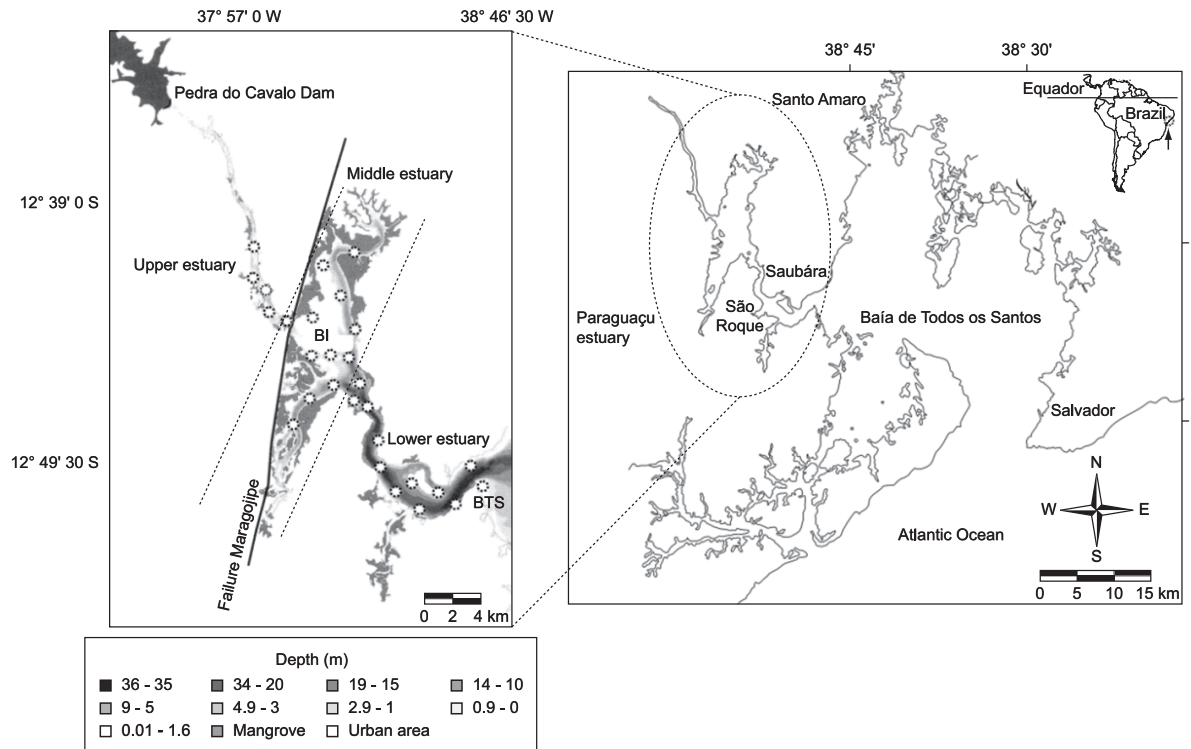 37° 57' 0 W
38° 46' 30 W
Pedra do Cavalo Dam
Middle estuary
12° 39' 0 S
Upper estuary
BI
Lower estuary
12° 49' 30 S
BTS
Failure Maragojipe
0 2 4 km
38° 45'
38° 30'
Santo Amaro
Equador
Brazil
Saubára
São
Roque
Paraguaçu
estuary
Baía de Todos os Santos
Salvador
N
W E
S
Atlantic Ocean
0 5 10 15 km
Depth (m)
36 - 35 34 - 20 19 - 15 14 - 10
9 - 5 4.9 - 3 2.9 - 1 0.9 - 0
0.01 - 1.6 Mangrove Urban area